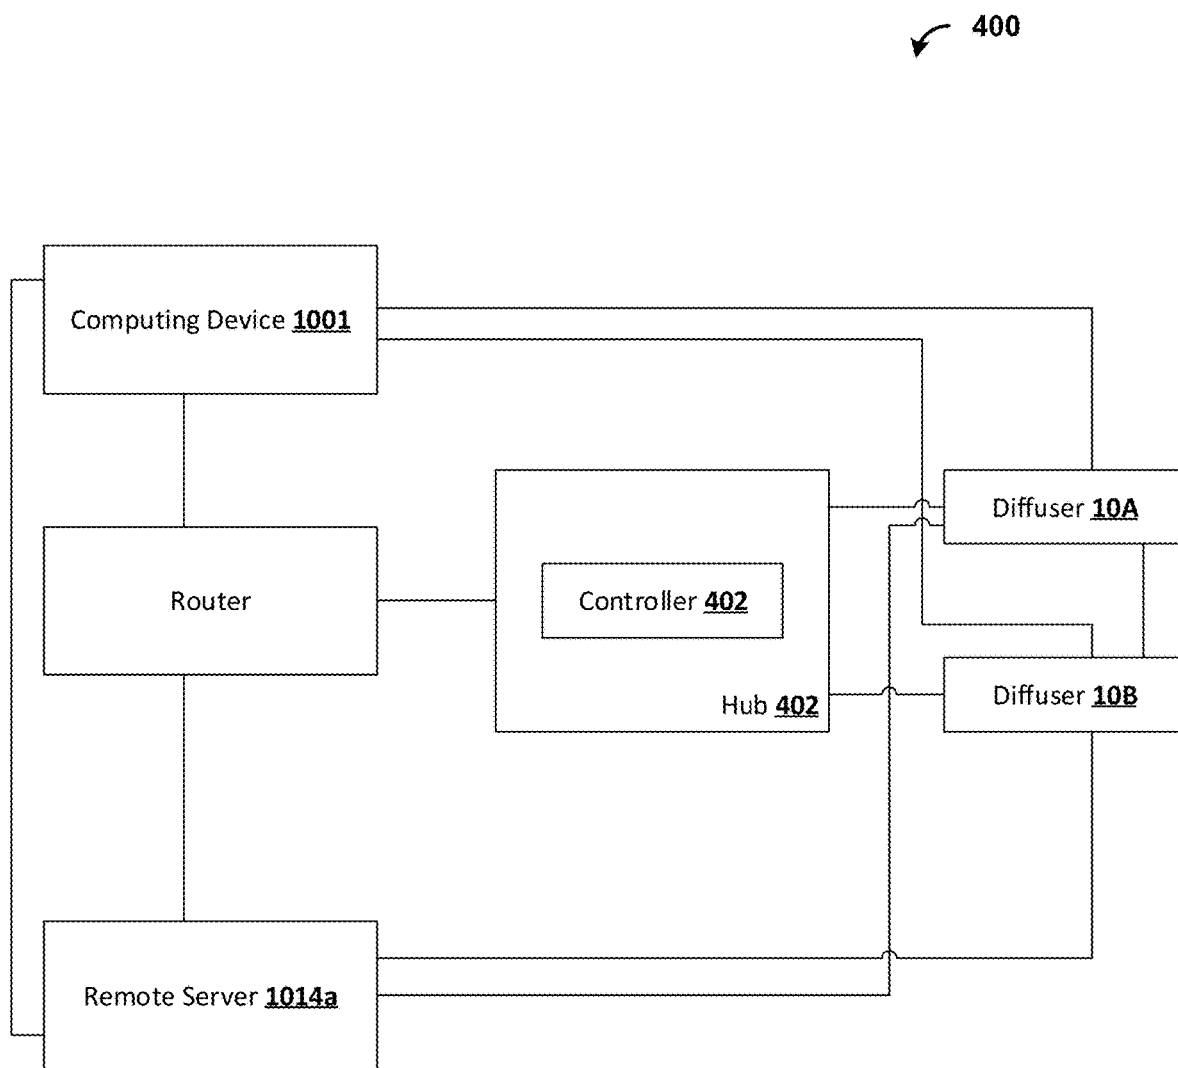 400
Computing Device 1001
Diffuser 10A
Router
Controller 402
Diffuser 10B
Hub 402
Remote Server 1014a